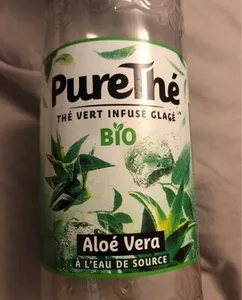 PureThé
THÉ VERT INFUSÉ GLACÉ
BIO
Aloé Vera
À L'EAU DE SOURCE